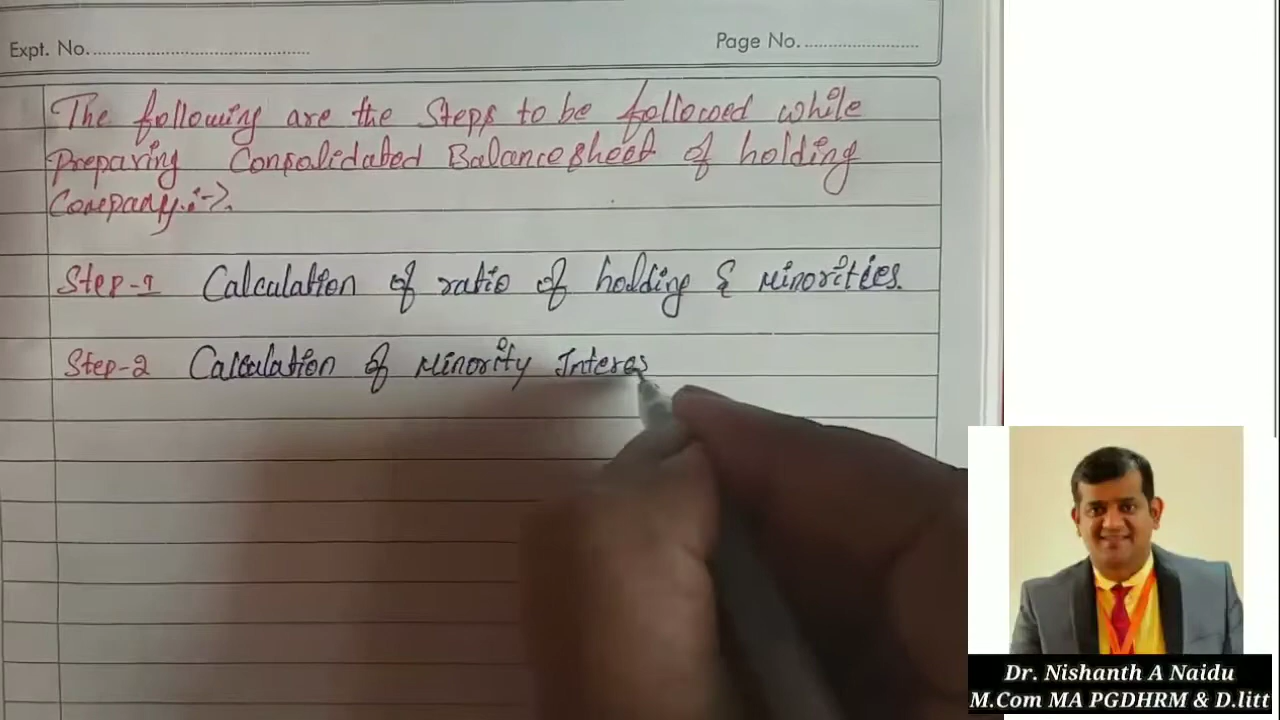 Expt. No.
Page No.
The following are the Steps to be followed while
Preparing Consolidated Balancesheet of holding
Company:->.
Step-1 Calculation of ratio of holding & Minorities.
Step-2 Calculation of Minority Interes
Dr. Nishanth A Naidu
M.Com MA PGDHRM & D.litt